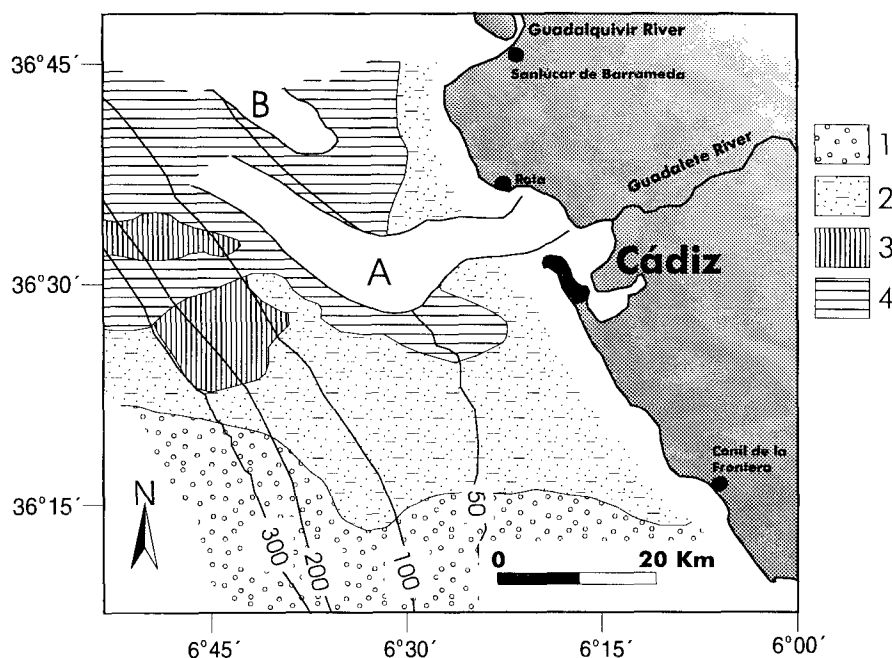 Guadalquivir River
36°45´
Sanlúcar de Barrameda
B
1
Guadalete River
Rota
2
3
A
Cádiz
36°30´
4
Conil de la
Frontera
N
36°15´
50
0 20 Km
100
200
300
6°45´ 6°30´ 6°15´ 6°00´